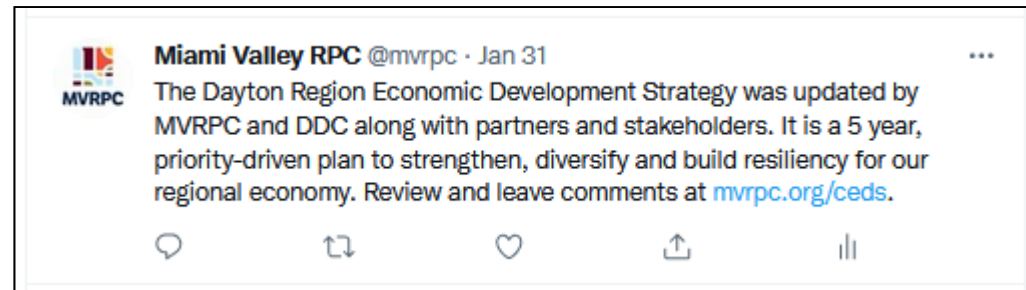 Miami Valley RPC @mvrpc · Jan 31
MVRPC
The Dayton Region Economic Development Strategy was updated by
MVRPC and DDC along with partners and stakeholders. It is a 5 year,
priority-driven plan to strengthen, diversify and build resiliency for our
regional economy. Review and leave comments at mvrpc.org/ceds.